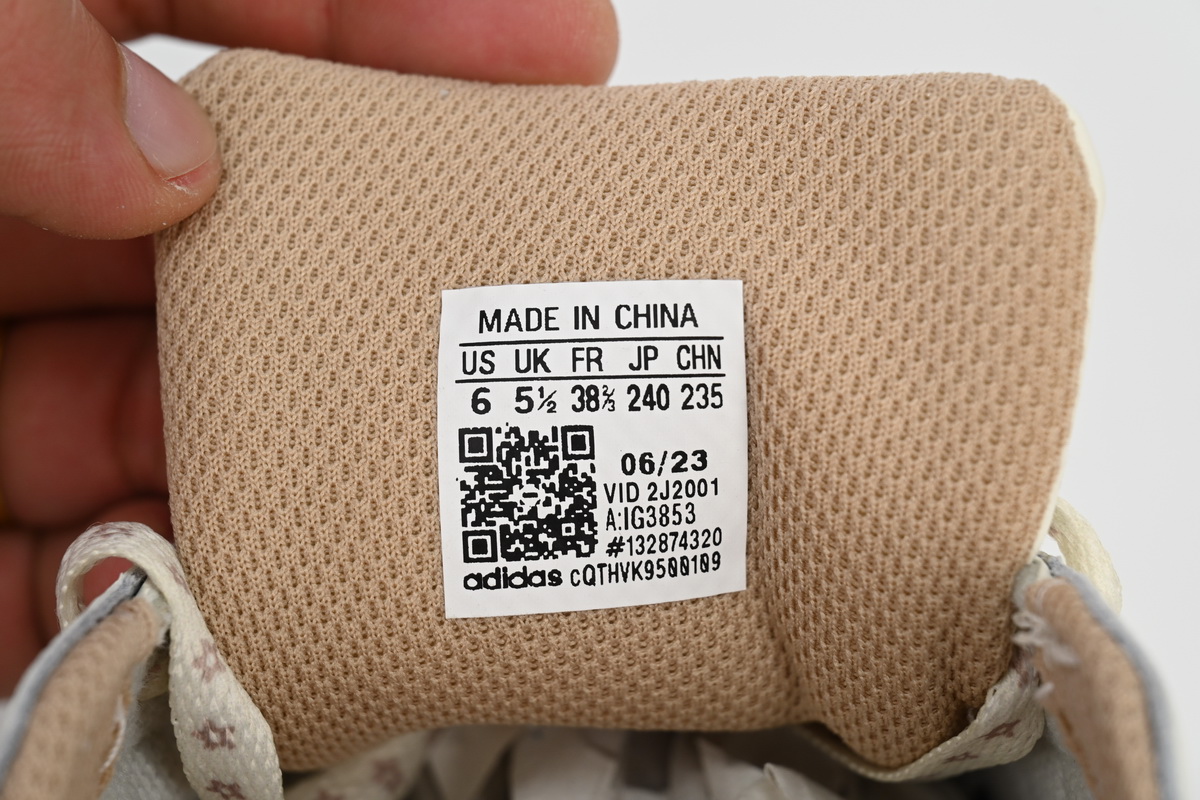 MADE IN CHINA
US UK FR JP CHN
6 5½ 38⅔ 240 235
06/23
VID 2J2001
A:IG3853
#132874320
adidas cQTHVK9500109